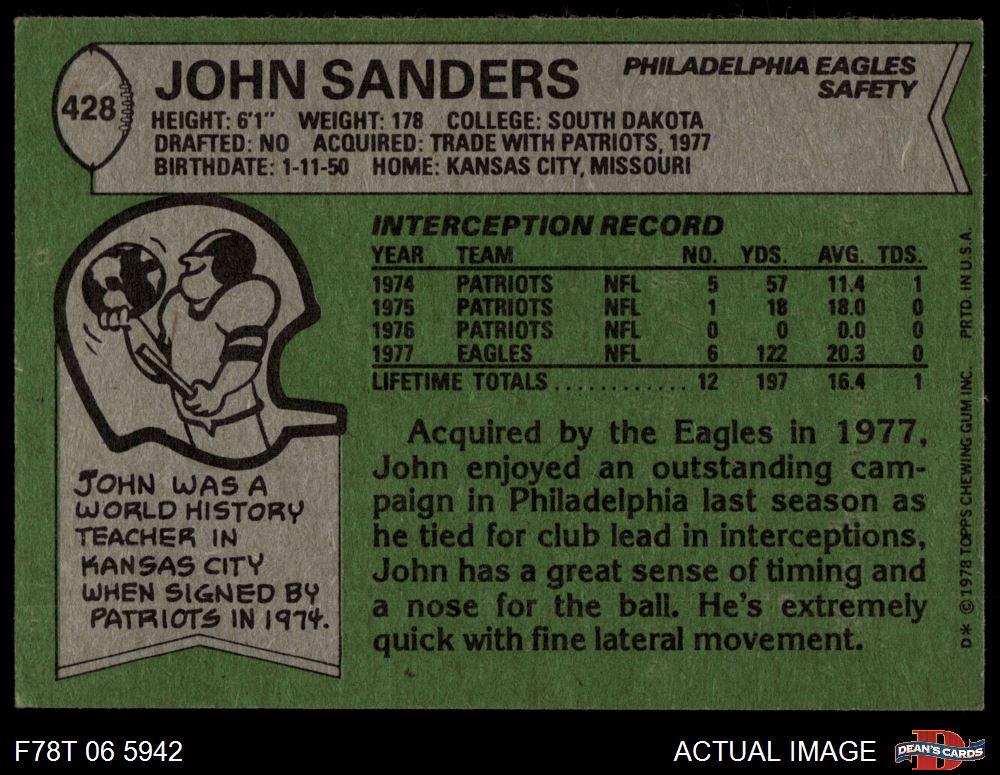 428
JOHN SANDERS
PHILADELPHIA EAGLES
SAFETY
HEIGHT: 6'1" WEIGHT: 178 COLLEGE: SOUTH DAKOTA
DRAFTED: NO ACQUIRED: TRADE WITH PATRIOTS, 1977
BIRTHDATE: 1-11-50 HOME: KANSAS CITY, MISSOURI
INTERCEPTION RECORD
YEAR TEAM NO. YDS. AVG. TDS.
1974 PATRIOTS NFL 5 57 11.4 1
1975 PATRIOTS NFL 1 18 18.0 0
1976 PATRIOTS NFL 0 0 0.0 0
1977 EAGLES NFL 6 122 20.3 0
LIFETIME TOTALS............ 12 197 16.4 1
Acquired by the Eagles in 1977,
John enjoyed an outstanding cam-
paign in Philadelphia last season as
he tied for club lead in interceptions,
John has a great sense of timing and
a nose for the ball. He's extremely
quick with fine lateral movement.
JOHN WAS A
WORLD HISTORY
TEACHER IN
KANSAS CITY
WHEN SIGNED BY
PATRIOTS IN 1974.
D* © 1978 TOPPS CHEWING GUM INC. PRTD. IN U.S.A.
F78T 06 5942
ACTUAL IMAGE
D
DEAN'S CARDS